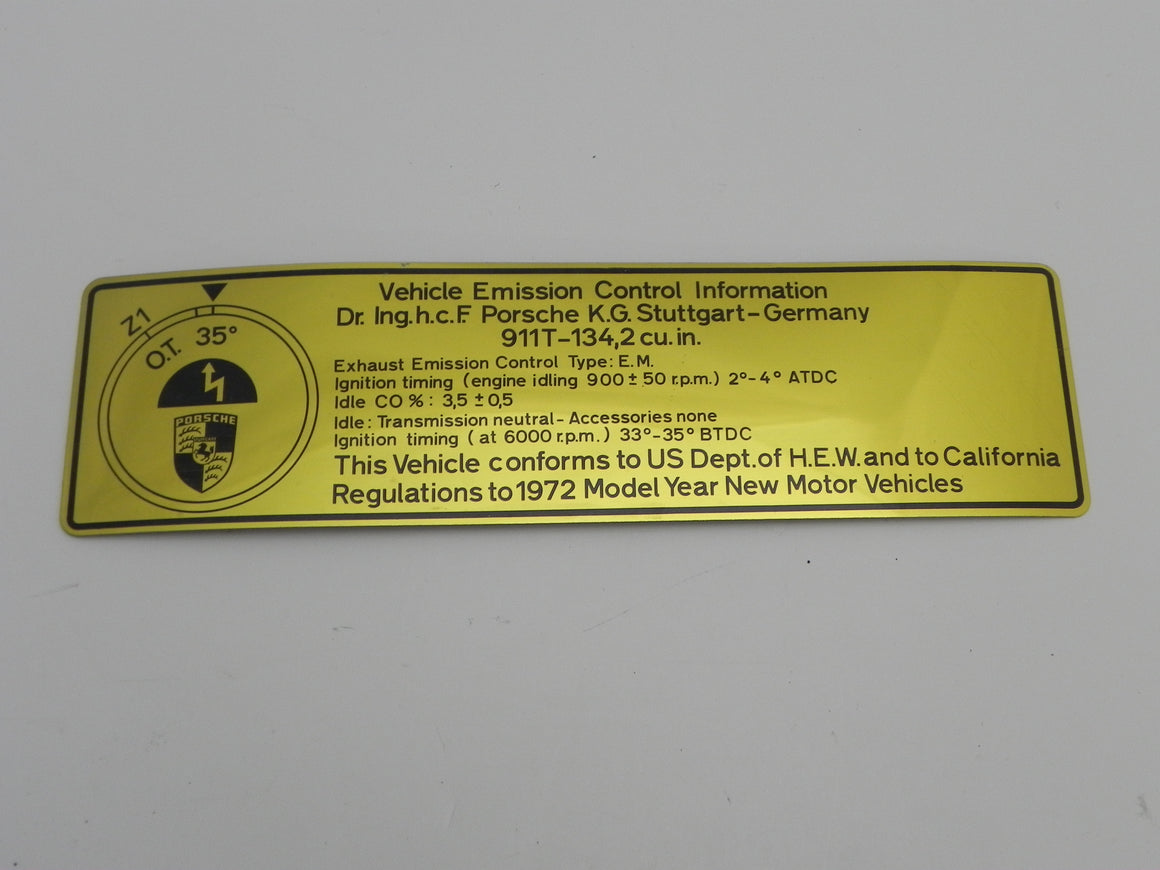 Z1
O.T. 35°
PORSCHE
Vehicle Emission Control Information
Dr. Ing.h.c.F. Porsche K.G. Stuttgart-Germany
911T-134,2 cu.in.
Exhaust Emission Control Type: E.M.
Ignition timing (engine idling 900 ± 50 r.p.m.) 2°-4° ATDC
Idle CO %: 3,5 ± 0,5
Idle: Transmission neutral- Accessories none
Ignition timing (at 6000 r.p.m.) 33°-35° BTDC
This Vehicle conforms to US Dept.of H.E.W. and to California
Regulations to 1972 Model Year New Motor Vehicles